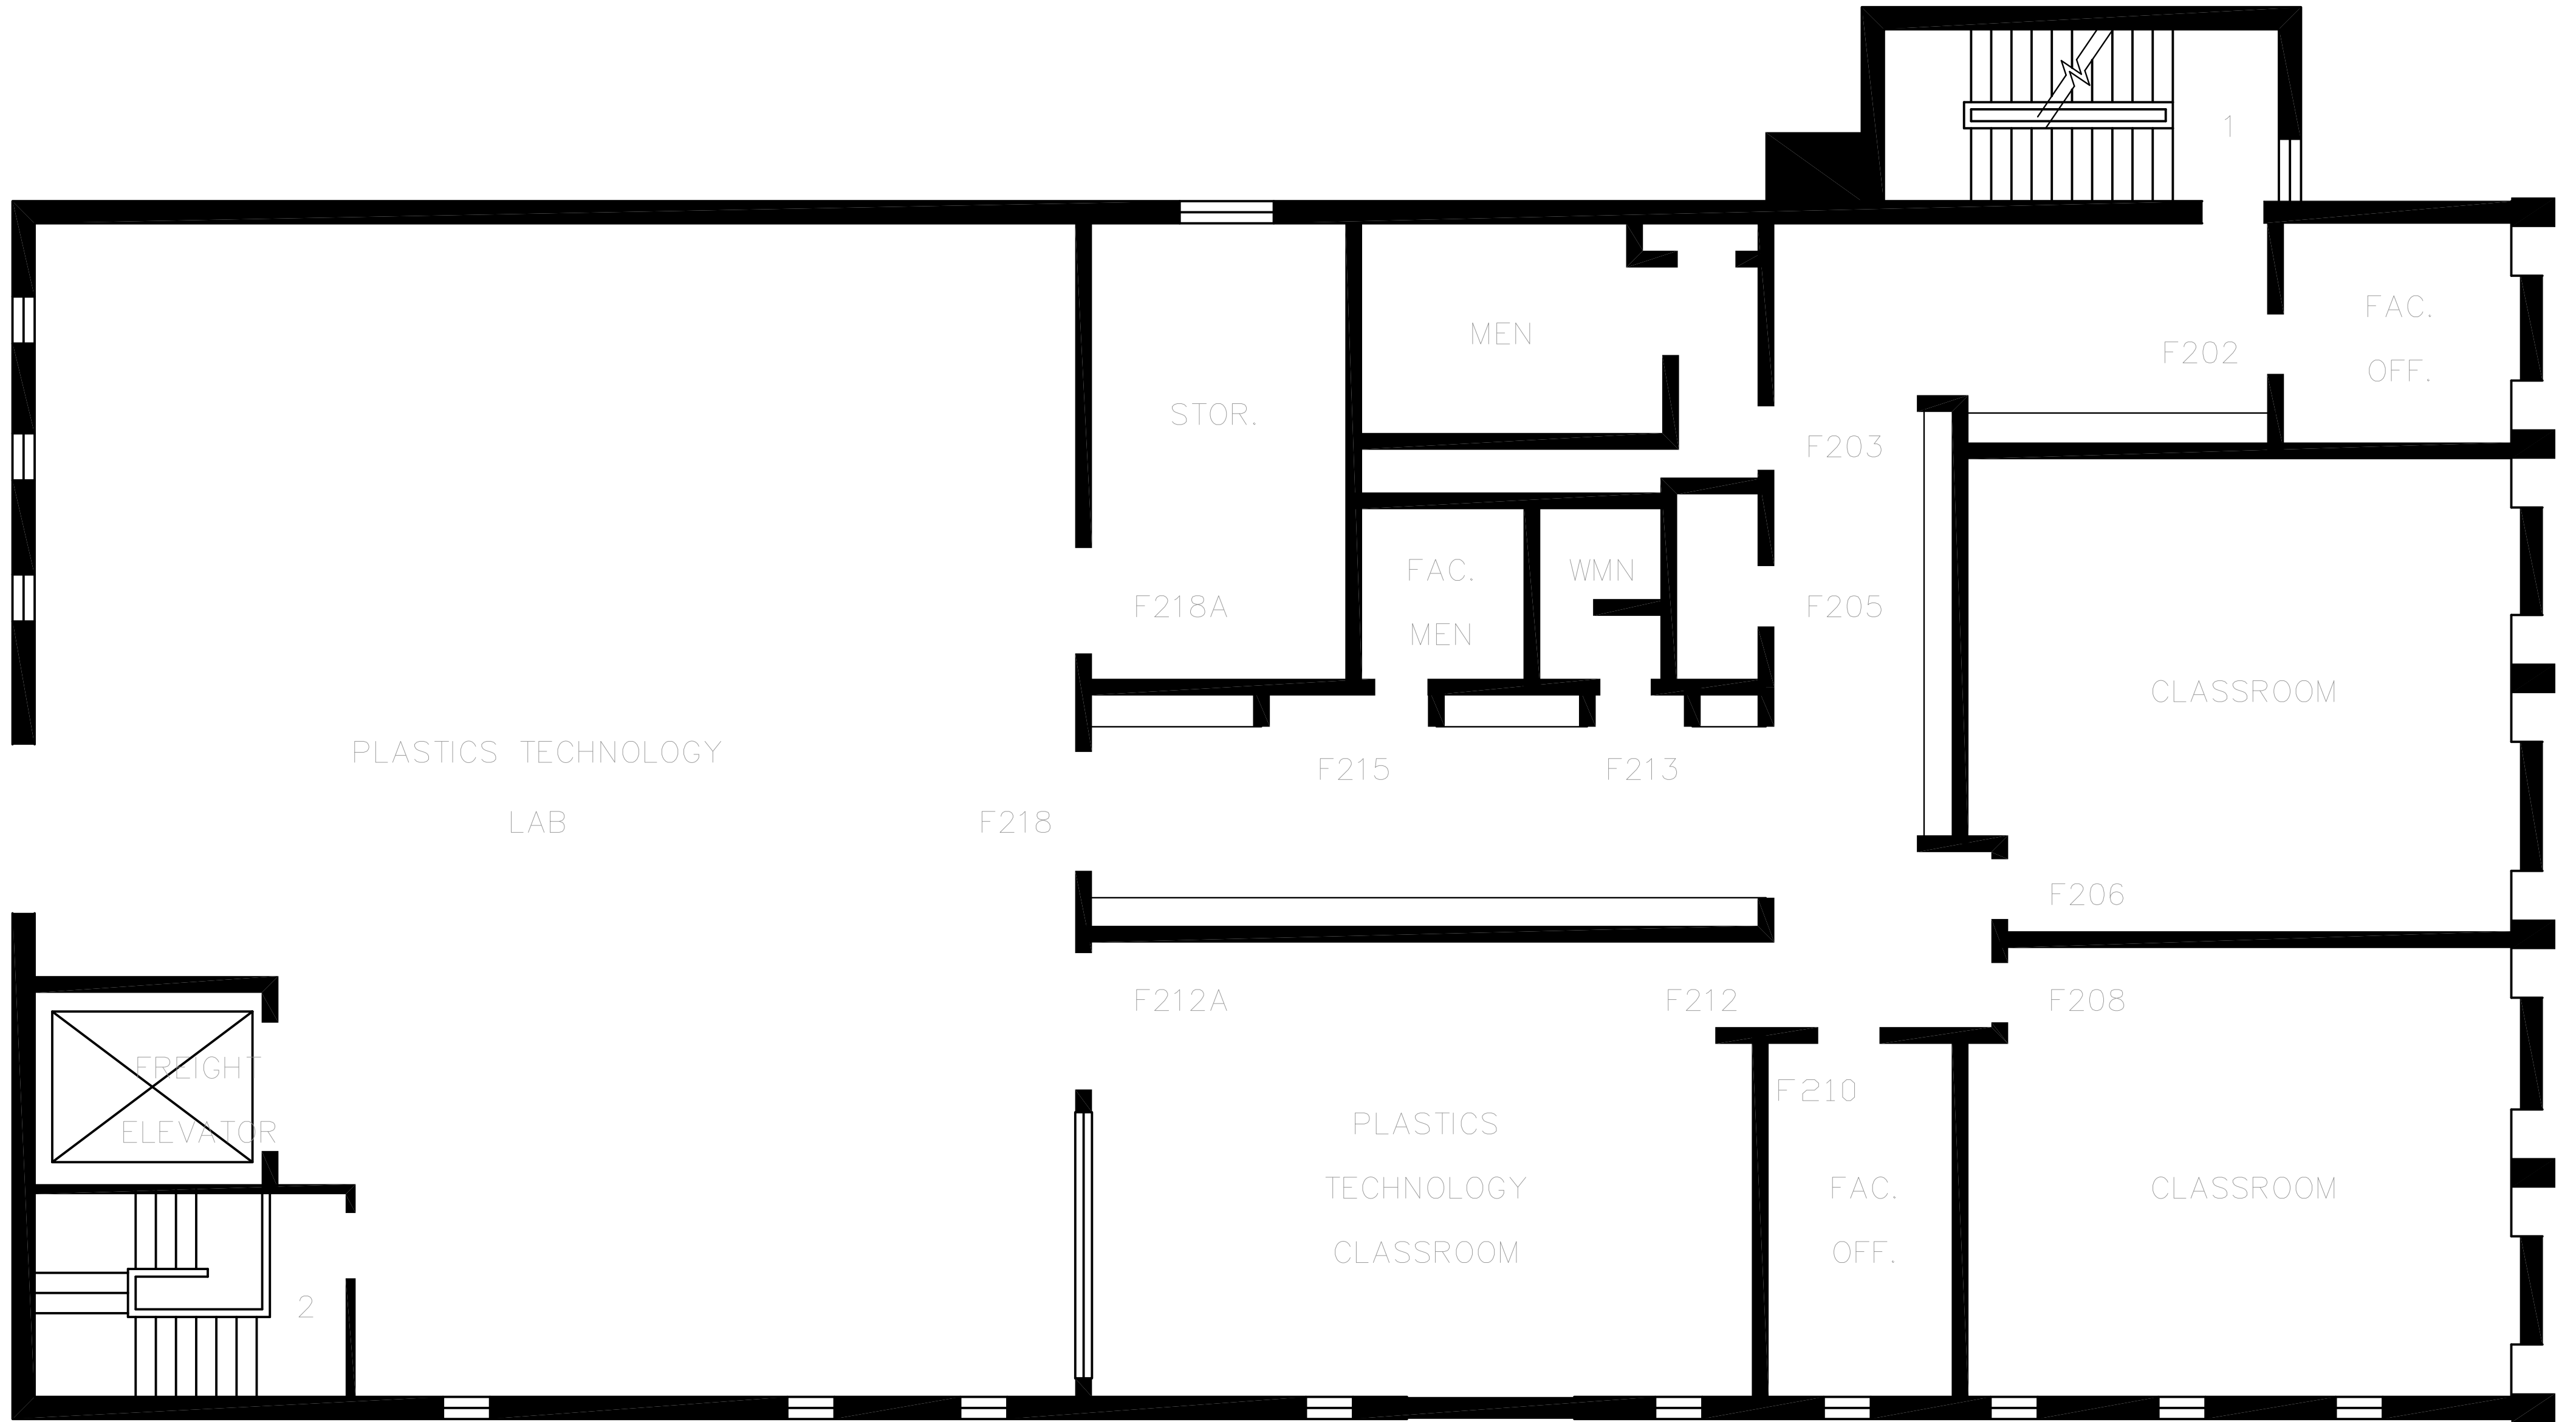 1
FAC.
OFF.
F202
MEN
STOR.
F203
FAC.
MEN
WMN
F218A
F205
CLASSROOM
PLASTICS TECHNOLOGY
LAB
F215
F213
F218
F206
F212A
F212
F208
FREIGHT
ELEVATOR
F210
PLASTICS
TECHNOLOGY
CLASSROOM
FAC.
OFF.
CLASSROOM
2